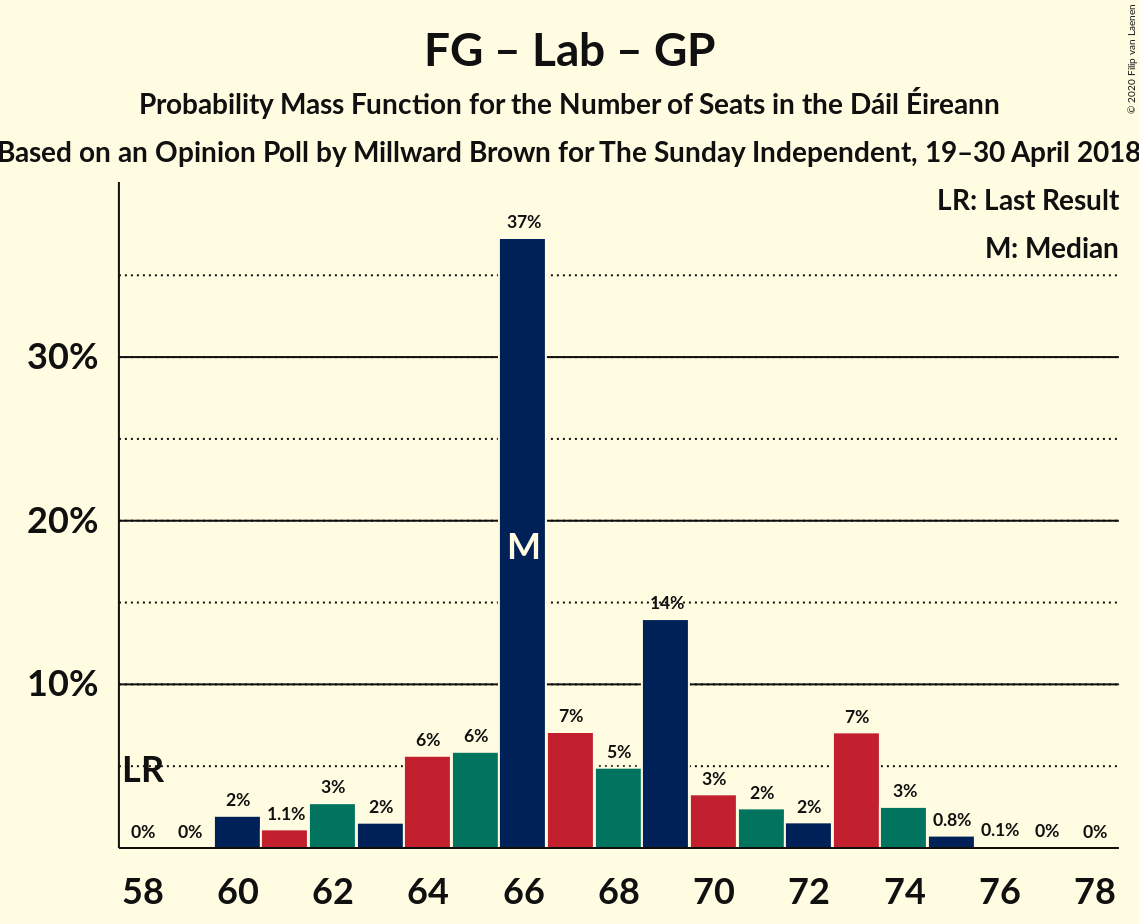 FG – Lab – GP
Probability Mass Function for the Number of Seats in the Dáil Éireann
Based on an Opinion Poll by Millward Brown for The Sunday Independent, 19–30 April 2018
© 2020 Filip van Laenen
LR: Last Result
M: Median
37%
30%
20%
M
14%
10%
7%
7%
6%
6%
5%
LR
3%
3%
3%
2%
2%
2%
2%
1.1%
0.8%
0.1%
0%
0%
0%
0%
58 60 62 64 66 68 70 72 74 76 78